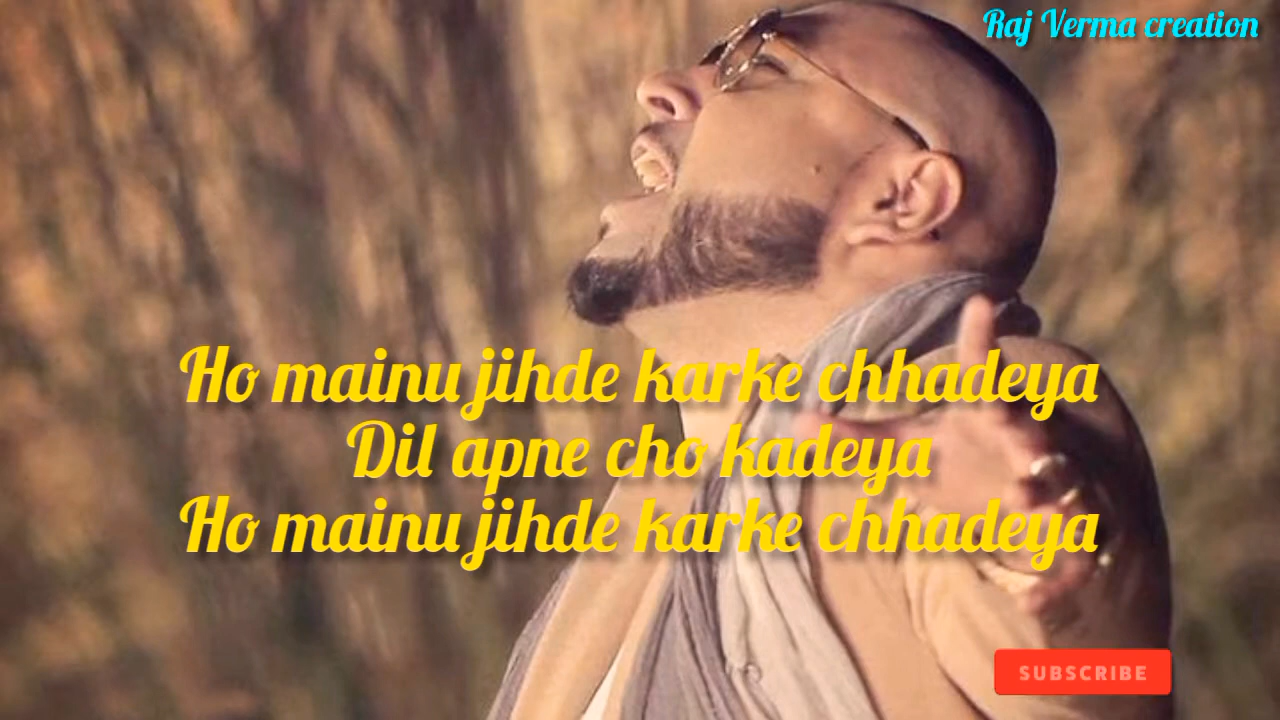 Raj Verma creation
Ho mainu jihde karke chhadeya
Dil apne cho kadeya
Ho mainu jihde karke chhadeya
SUBSCRIBE